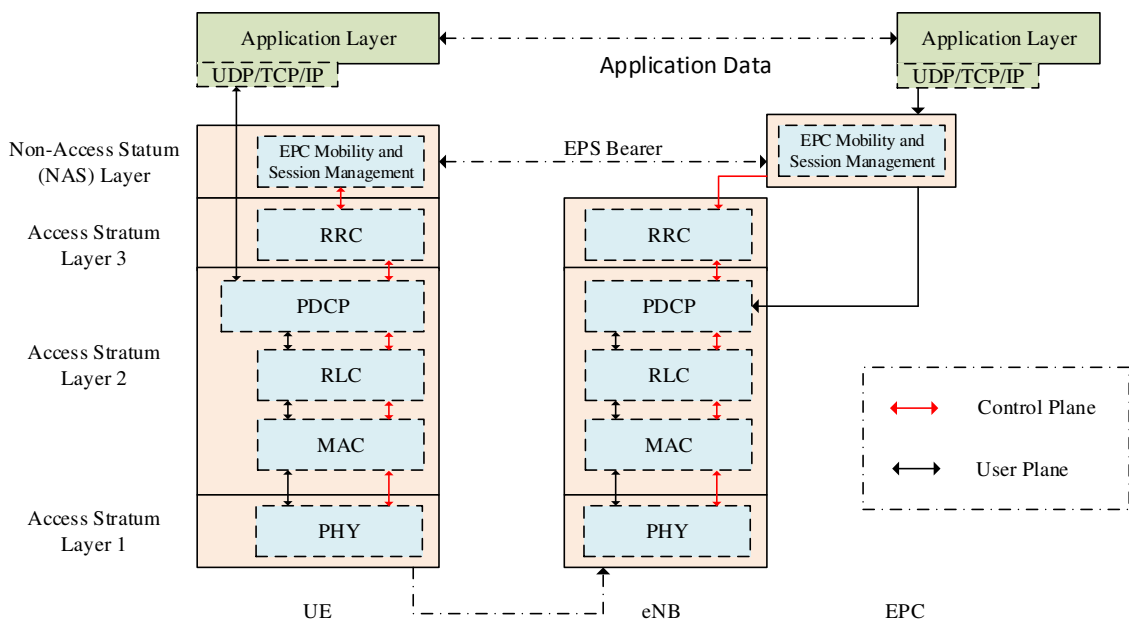 Application Layer
Application Layer
UDP/TCP/IP
Application Data
UDP/TCP/IP
Non-Access Statum
(NAS) Layer
EPC Mobility and
Session Management
EPS Bearer
EPC Mobility and
Session Management
Access Stratum
Layer 3
RRC
RRC
PDCP
PDCP
Access Stratum
Layer 2
RLC
RLC
MAC
MAC
Control Plane
User Plane
Access Stratum
Layer 1
PHY
PHY
UE
eNB
EPC